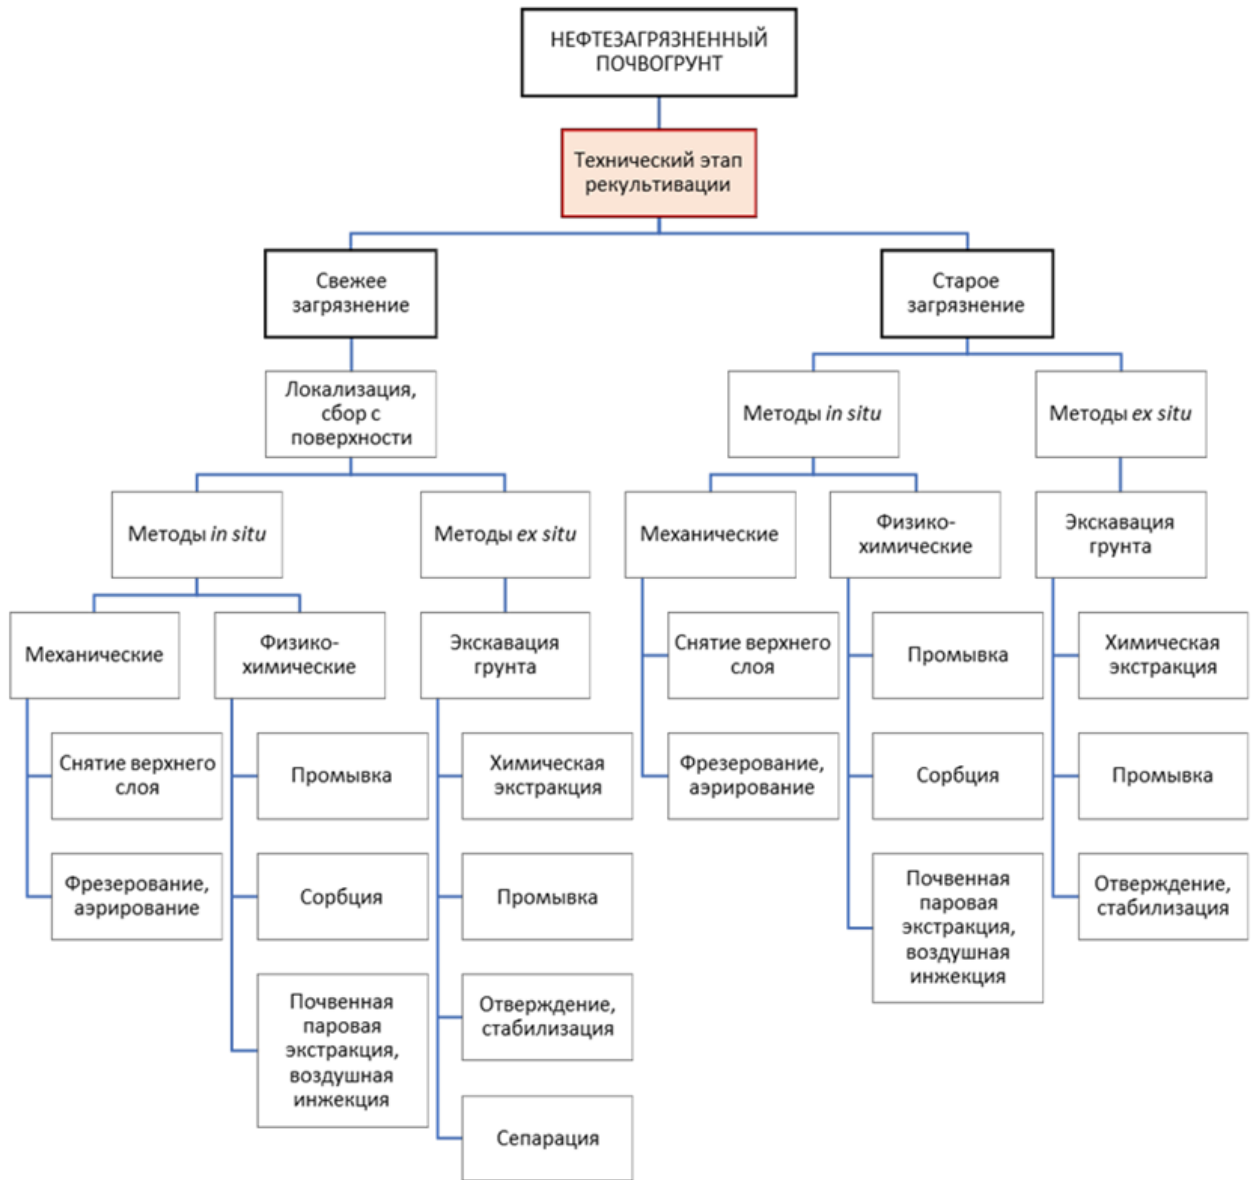 НЕФТЕЗАГРЯЗНЕННЫЙ
ПОЧВОГРУНТ
Технический этап
рекультивации
Свежее
загрязнение
Локализация,
сбор с
поверхности
Методы in situ
Механические
Снятие верхнего
слоя
Фрезерование,
аэрирование
Физико-
химические
Промывка
Сорбция
Почвенная
паровая
экстракция,
воздушная
инжекция
Методы ex situ
Экскавация
грунта
Химическая
экстракция
Промывка
Отверждение,
стабилизация
Сепарация
Старое
загрязнение
Методы in situ
Механические
Снятие верхнего
слоя
Фрезерование,
аэрирование
Физико-
химические
Промывка
Сорбция
Почвенная
паровая
экстракция,
воздушная
инжекция
Методы ex situ
Экскавация
грунта
Химическая
экстракция
Промывка
Отверждение,
стабилизация